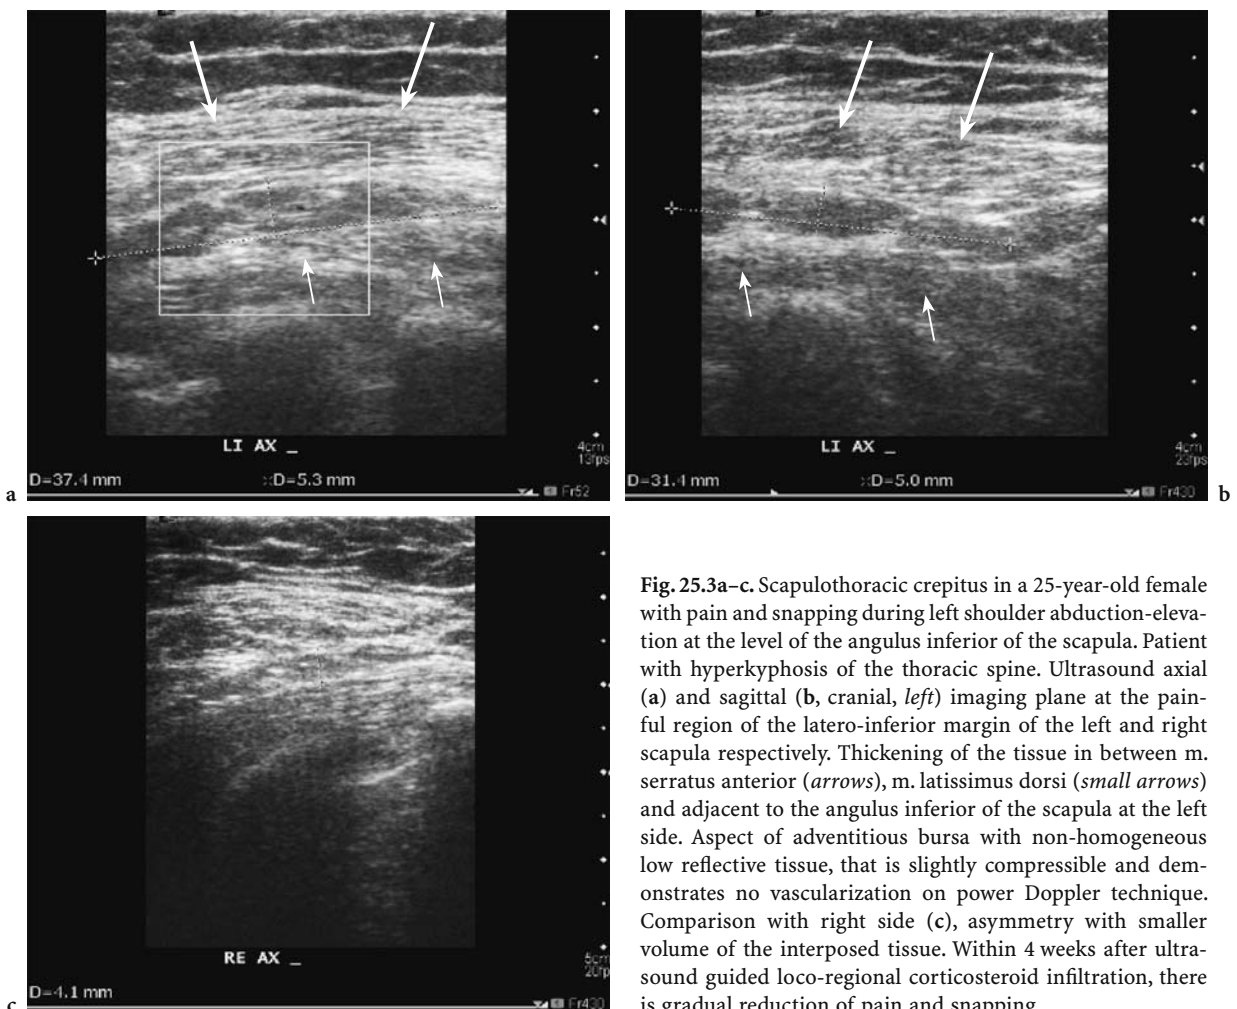 LI AX _
4cm
13fps
D=37.4 mm
::D=5.3 mm
Fr52
a
LI AX _
4cm
23fps
D=31.4 mm
::D=5.0 mm
Fr430
b
RE AX _
5cm
20fp
D=4.1 mm
Fr430
c
Fig. 25.3a–c. Scapulothoracic crepitus in a 25-year-old female
with pain and snapping during left shoulder abduction-eleva-
tion at the level of the angulus inferior of the scapula. Patient
with hyperkyphosis of the thoracic spine. Ultrasound axial
(a) and sagittal (b, cranial, left) imaging plane at the pain-
ful region of the latero-inferior margin of the left and right
scapula respectively. Thickening of the tissue in between m.
serratus anterior (arrows), m. latissimus dorsi (small arrows)
and adjacent to the angulus inferior of the scapula at the left
side. Aspect of adventitious bursa with non-homogeneous
low reflective tissue, that is slightly compressible and dem-
onstrates no vascularization on power Doppler technique.
Comparison with right side (c), asymmetry with smaller
volume of the interposed tissue. Within 4 weeks after ultra-
sound guided loco-regional corticosteroid infiltration, there
is gradual reduction of pain and snapping